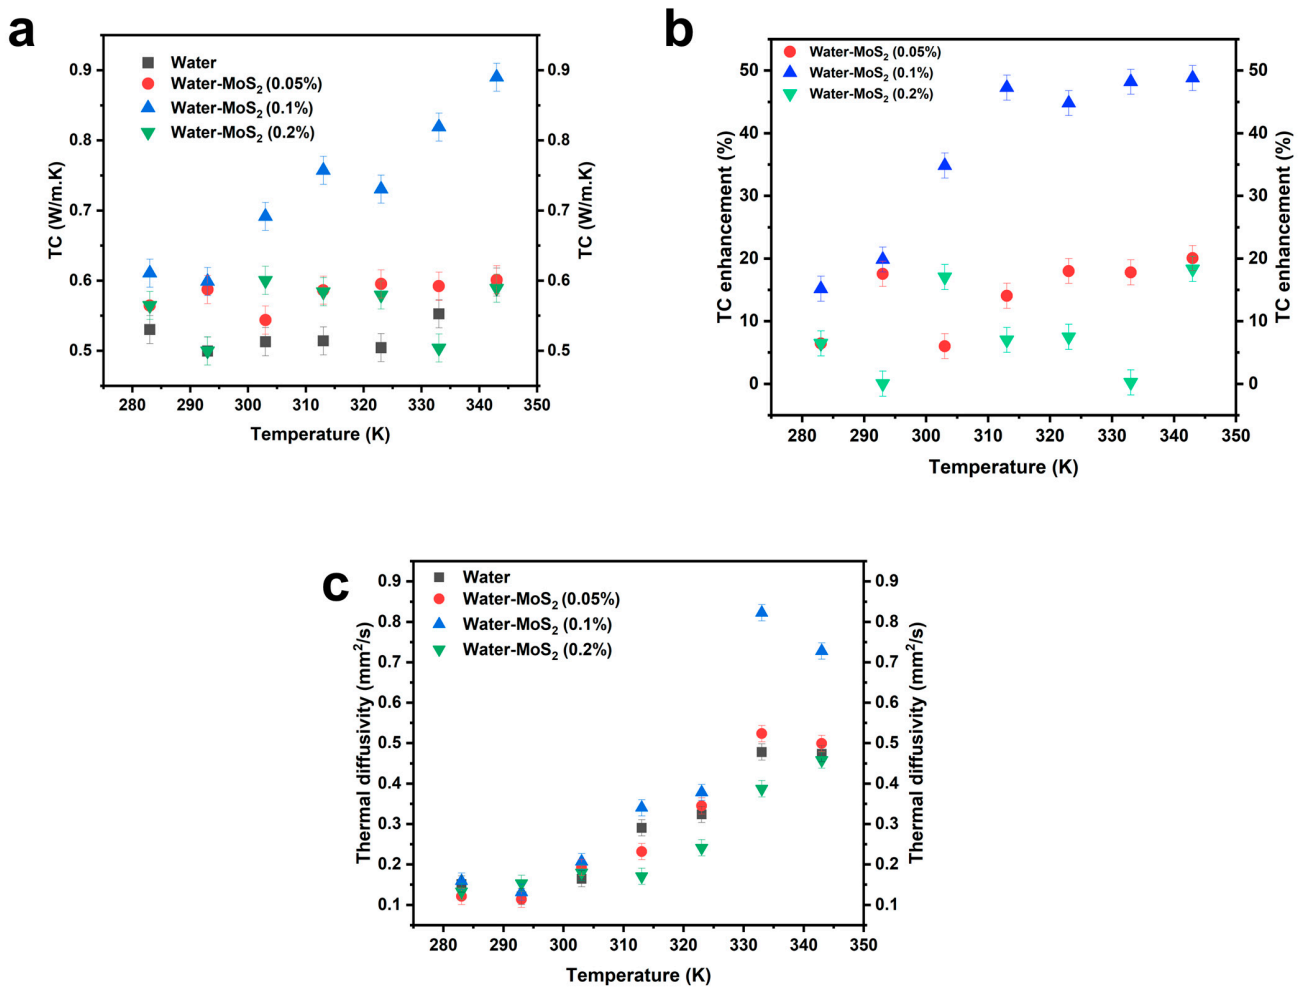 a
Water
Water-MoS₂ (0.05%)
Water-MoS₂ (0.1%)
Water-MoS₂ (0.2%)
0.9
0.8
0.7
0.6
0.5
TC (W/m.K)
0.9
0.8
0.7
0.6
0.5
TC (W/m.K)
280 290 300 310 320 330 340 350
Temperature (K)
b
Water-MoS₂ (0.05%)
Water-MoS₂ (0.1%)
Water-MoS₂ (0.2%)
50
40
30
20
10
0
TC enhancement (%)
50
40
30
20
10
0
TC enhancement (%)
280 290 300 310 320 330 340 350
Temperature (K)
c
Water
Water-MoS₂ (0.05%)
Water-MoS₂ (0.1%)
Water-MoS₂ (0.2%)
0.9
0.8
0.7
0.6
0.5
0.4
0.3
0.2
0.1
Thermal diffusivity (mm²/s)
0.9
0.8
0.7
0.6
0.5
0.4
0.3
0.2
0.1
Thermal diffusivity (mm²/s)
280 290 300 310 320 330 340 350
Temperature (K)